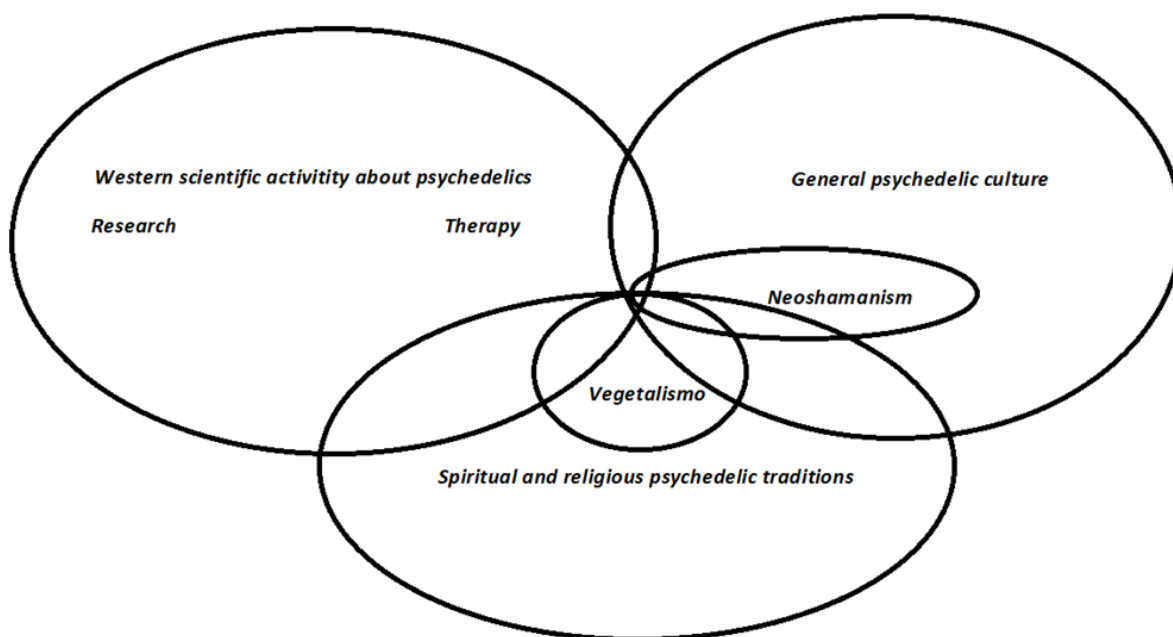 Western scientific activitity about psychedelics
General psychedelic culture
Research
Therapy
Neoshamanism
Vegetalismo
Spiritual and religious psychedelic traditions